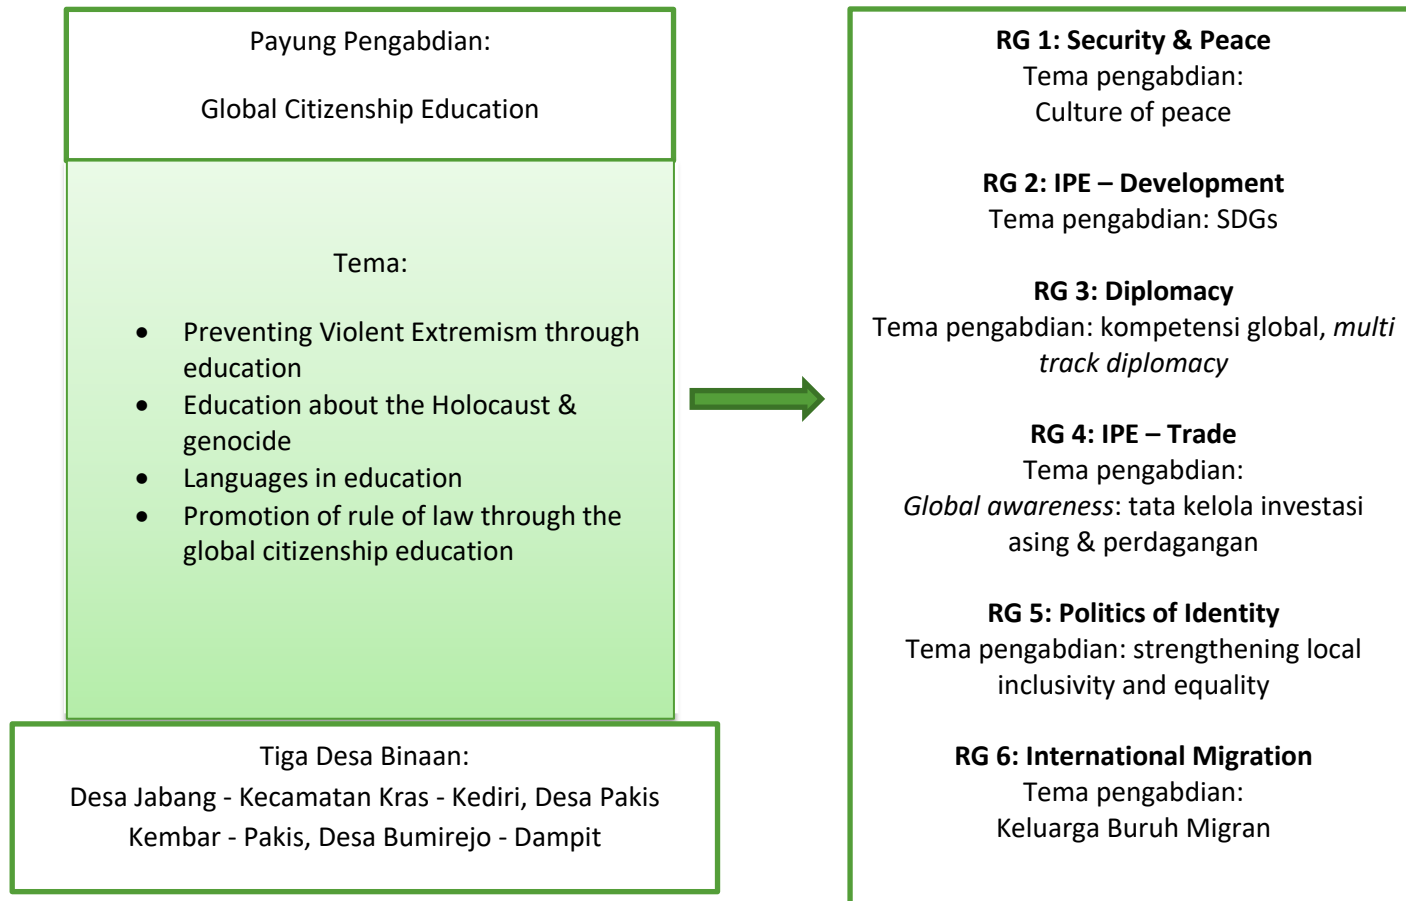 Payung Pengabdian:
Global Citizenship Education
Tema:
• Preventing Violent Extremism through
education
• Education about the Holocaust &
genocide
• Languages in education
• Promotion of rule of law through the
global citizenship education
Tiga Desa Binaan:
Desa Jabang - Kecamatan Kras - Kediri, Desa Pakis
Kembar - Pakis, Desa Bumirejo - Dampit
RG 1: Security & Peace
Tema pengabdian:
Culture of peace
RG 2: IPE – Development
Tema pengabdian: SDGs
RG 3: Diplomacy
Tema pengabdian: kompetensi global, multi
track diplomacy
RG 4: IPE – Trade
Tema pengabdian:
Global awareness: tata kelola investasi
asing & perdagangan
RG 5: Politics of Identity
Tema pengabdian: strengthening local
inclusivity and equality
RG 6: International Migration
Tema pengabdian:
Keluarga Buruh Migran